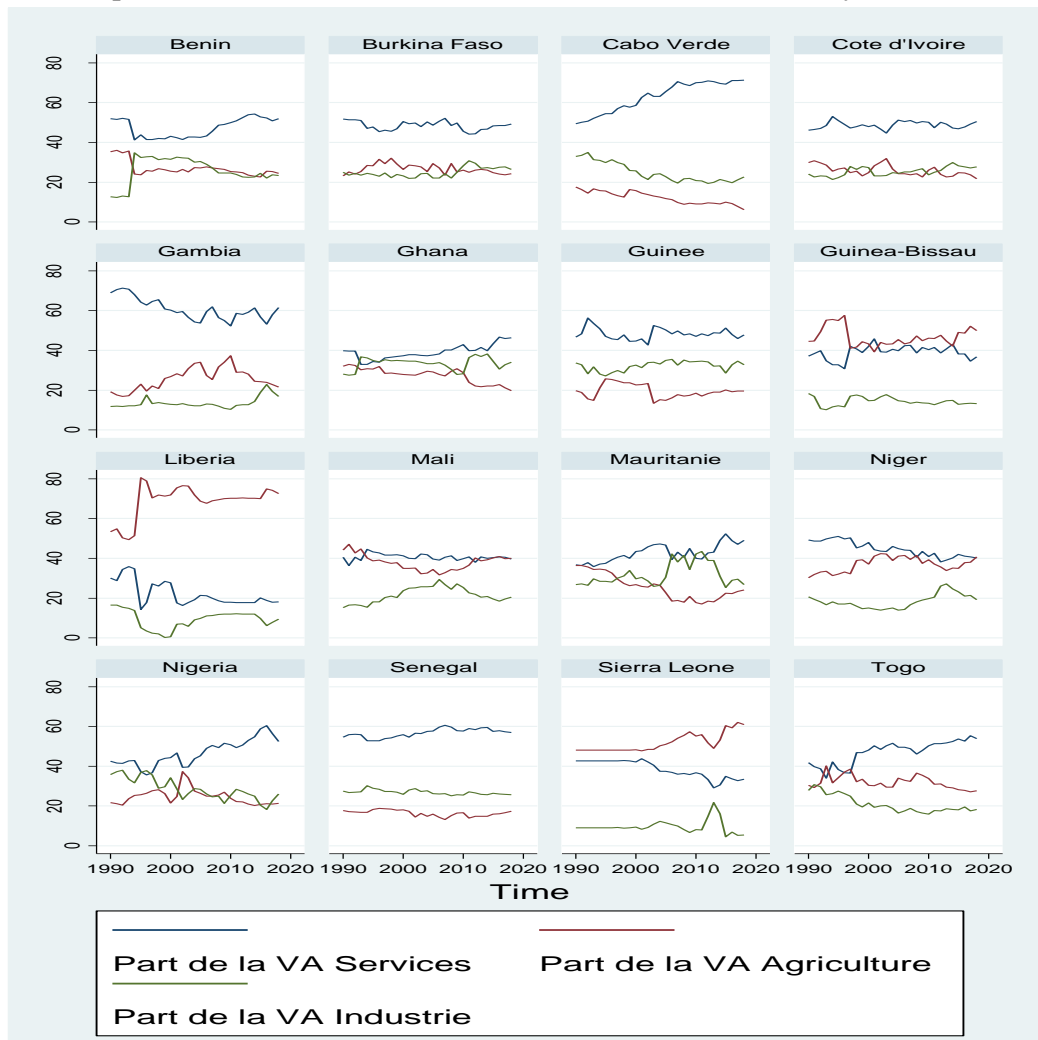 Benin Burkina Faso Cabo Verde Cote d'Ivoire
80
60
40
20
0
Gambia Ghana Guinee Guinea-Bissau
80
60
40
20
0
Liberia Mali Mauritanie Niger
80
60
40
20
0
Nigeria Senegal Sierra Leone Togo
80
60
40
20
0
1990 2000 2010 2020 1990 2000 2010 2020 1990 2000 2010 2020 1990 2000 2010 2020
Time
Part de la VA Services Part de la VA Agriculture
Part de la VA Industrie